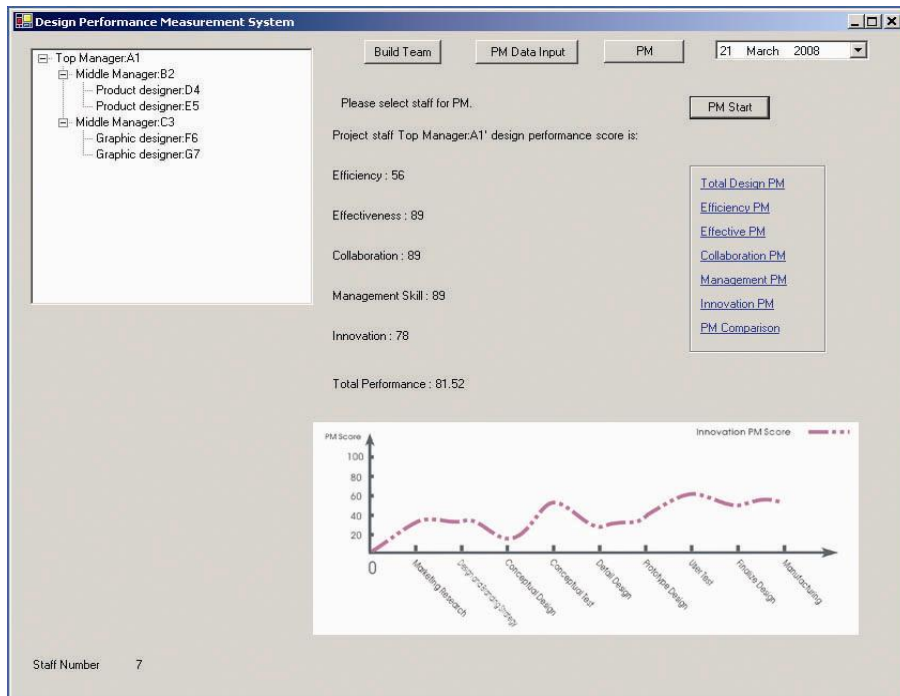 Design Performance Measurement System
Top Manager:A1
Middle Manager:B2
Product designer:D4
Product designer:E5
Middle Manager:C3
Graphic designer:F6
Graphic designer:G7
Build Team
PM Data Input
PM
21 March 2008
Please select staff for PM.
PM Start
Project staff Top Manager:A1' design performance score is:
Efficiency : 56
Effectiveness : 89
Collaboration : 89
Management Skill : 89
Innovation : 78
Total Performance : 81.52
Total Design PM
Efficiency PM
Effective PM
Collaboration PM
Management PM
Innovation PM
PM Comparison
PM Score
Innovation PM Score
100
80
60
40
20
0
Marketing Research
Design and Branding Strategy
Conceptual Design
Conceptual Test
Detail Design
Prototype Design
User Test
Finalize Design
Manufacturing
Staff Number 7